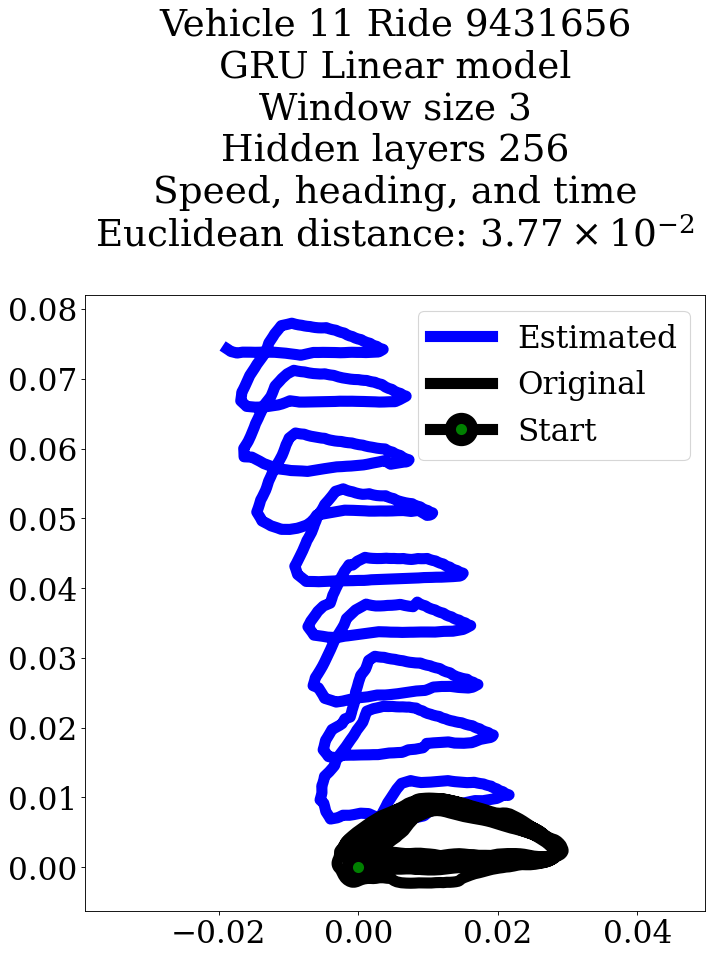 Vehicle 11 Ride 9431656
GRU Linear model
Window size 3
Hidden layers 256
Speed, heading, and time
Euclidean distance: 3.77 × 10⁻²
Estimated
Original
Start
0.08
0.07
0.06
0.05
0.04
0.03
0.02
0.01
0.00
−0.02 0.00 0.02 0.04